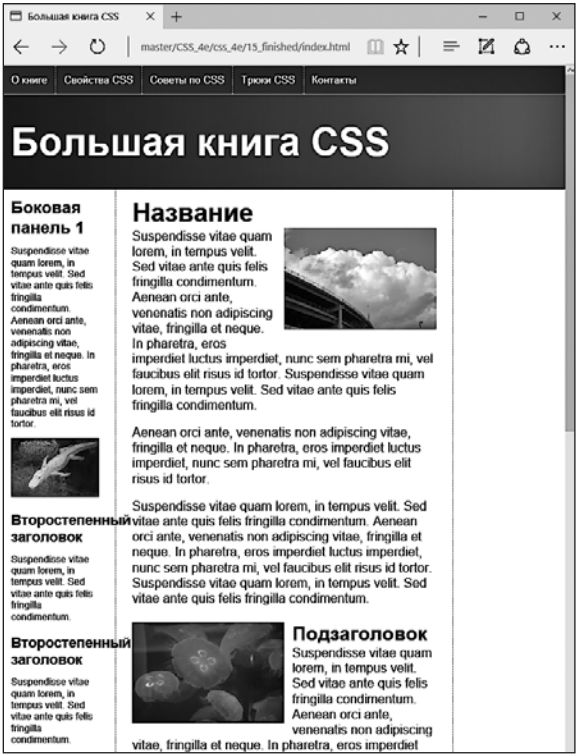 Большая книга CSS
master/CSS_4e/css_4e/15_finished/index.html
О книге
Свойства CSS
Советы по CSS
Трюки CSS
Контакты
Большая книга CSS
Боковая
панель 1
Suspendisse vitae
quam lorem, in
tempus velit. Sed
vitae ante quis felis
fringilla
condimentum.
Aenean orci ante,
venenatis non
adipiscing vitae,
fringilla et neque. In
pharetra, eros
imperdiet luctus
imperdiet, nunc sem
pharetra mi, vel
faucibus elit risus id
tortor.
Второстепенный
заголовок
Suspendisse vitae
quam lorem, in
tempus velit. Sed
vitae ante quis felis
fringilla
condimentum.
Второстепенный
заголовок
Suspendisse vitae
quam lorem, in
tempus velit. Sed
vitae ante quis felis
fringilla
condimentum.
Название
Suspendisse vitae quam
lorem, in tempus velit.
Sed vitae ante quis felis
fringilla condimentum.
Aenean orci ante,
venenatis non adipiscing
vitae, fringilla et neque.
In pharetra, eros
imperdiet luctus imperdiet, nunc sem pharetra mi, vel
faucibus elit risus id tortor. Suspendisse vitae quam
lorem, in tempus velit. Sed vitae ante quis felis
fringilla condimentum.
Aenean orci ante, venenatis non adipiscing vitae,
fringilla et neque. In pharetra, eros imperdiet luctus
imperdiet, nunc sem pharetra mi, vel faucibus elit
risus id tortor.
Suspendisse vitae quam lorem, in tempus velit. Sed
vitae ante quis felis fringilla condimentum. Aenean
orci ante, venenatis non adipiscing vitae, fringilla et
neque. In pharetra, eros imperdiet luctus imperdiet,
nunc sem pharetra mi, vel faucibus elit risus id tortor.
Suspendisse vitae quam lorem, in tempus velit. Sed
vitae ante quis felis fringilla condimentum.
Подзаголовок
Suspendisse vitae quam
lorem, in tempus velit.
Sed vitae ante quis felis
fringilla condimentum.
Aenean orci ante,
venenatis non adipiscing
vitae, fringilla et neque. In pharetra, eros imperdiet